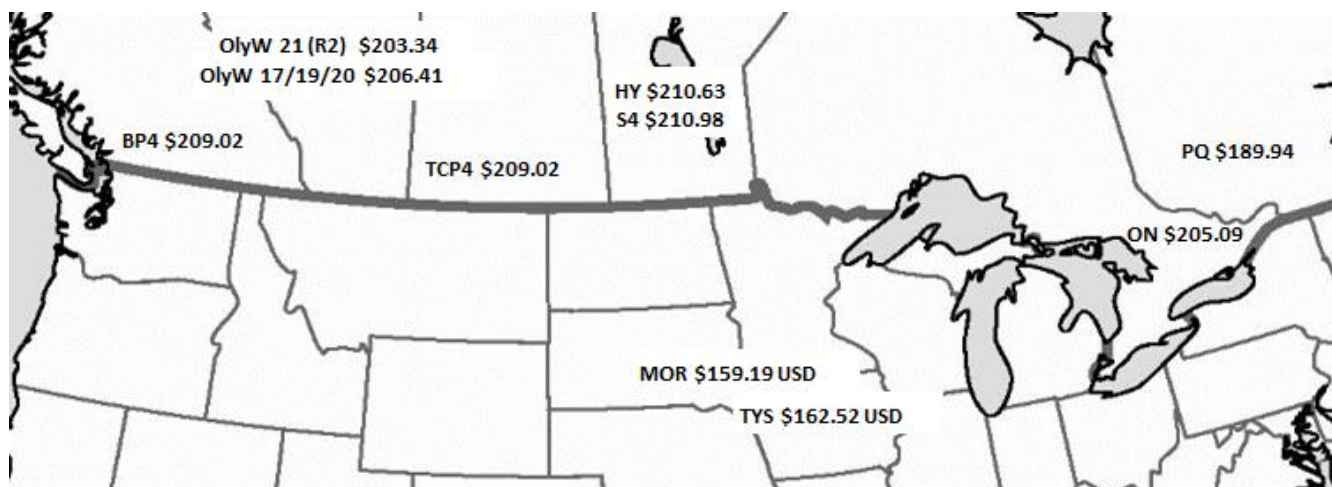 OlyW 21 (R2) $203.34
OlyW 17/19/20 $206.41
HY $210.63
S4 $210.98
BP4 $209.02
TCP4 $209.02
PQ $189.94
ON $205.09
MOR $159.19 USD
TYS $162.52 USD